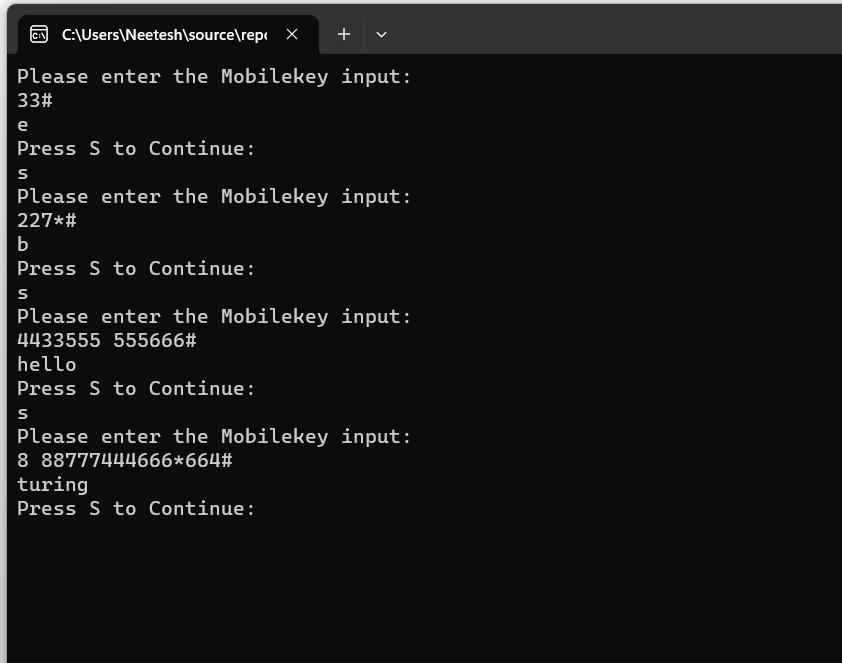 C:\Users\Neetesh\source\repo
Please enter the Mobilekey input:
33#
e
Press S to Continue:
s
Please enter the Mobilekey input:
227*#
b
Press S to Continue:
s
Please enter the Mobilekey input:
4433555 555666#
hello
Press S to Continue:
s
Please enter the Mobilekey input:
8 88777444666*664#
turing
Press S to Continue: